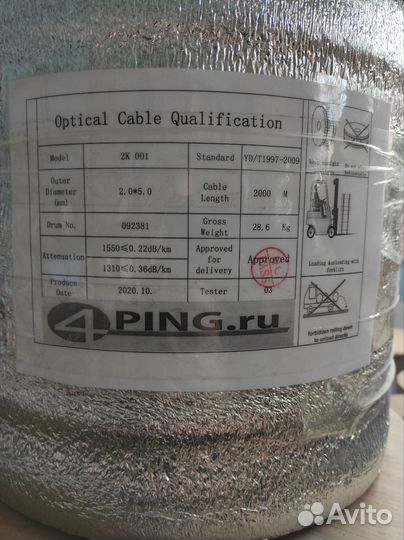 Optical Cable Qualification
Model 2K 001 Standard YD/T1997-2009
Outer Diameter (mm) 2.0*5.0 Cable Length 2000 M
Drum No. 092381 Gross Weight 28.6 Kg
Attenuation 1550≤0.22dB/km Approved for delivery Approved
1310≤0.36dB/km
Produce Date 2020.10. Tester 03
4PING.ru
Loading &unloading with
forklift
forbidden rolling down
to unload directly
Avito